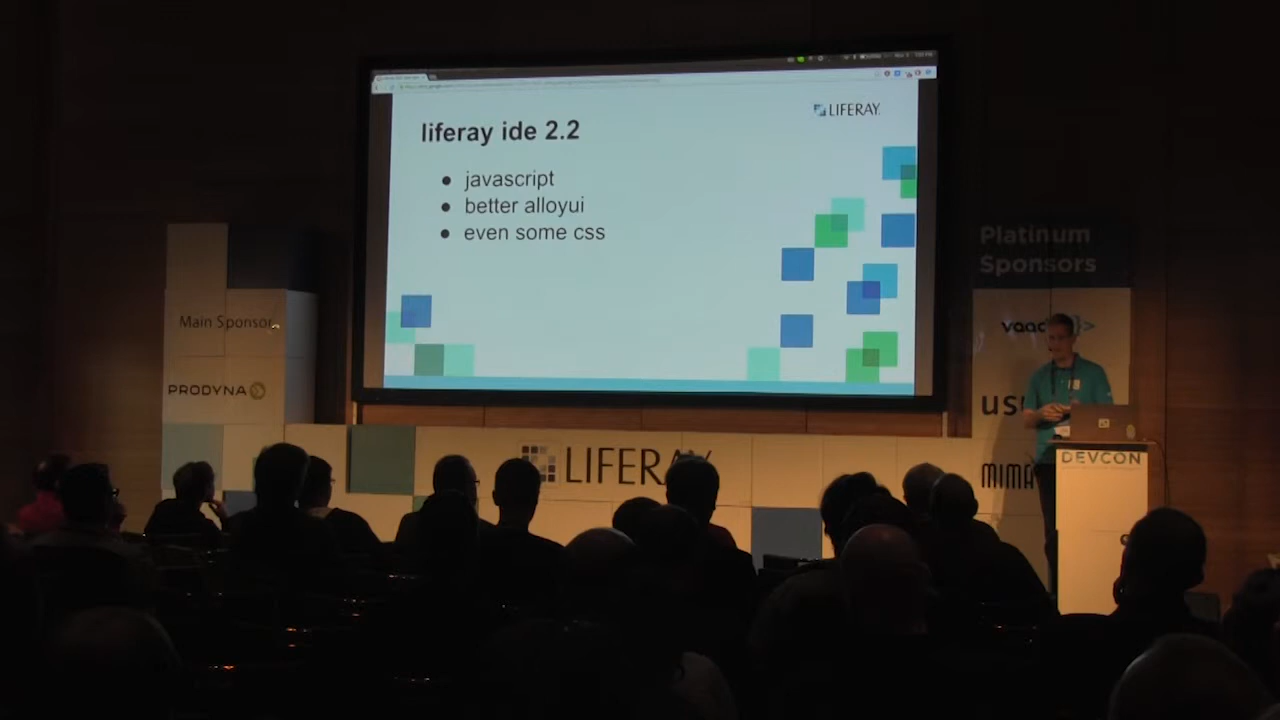 liferay ide 2.2
LIFERAY
● javascript
● better alloyui
● even some css
Platinum
Sponsors
Main Sponsor
PRODYNA
LIFERAY
DEVCON